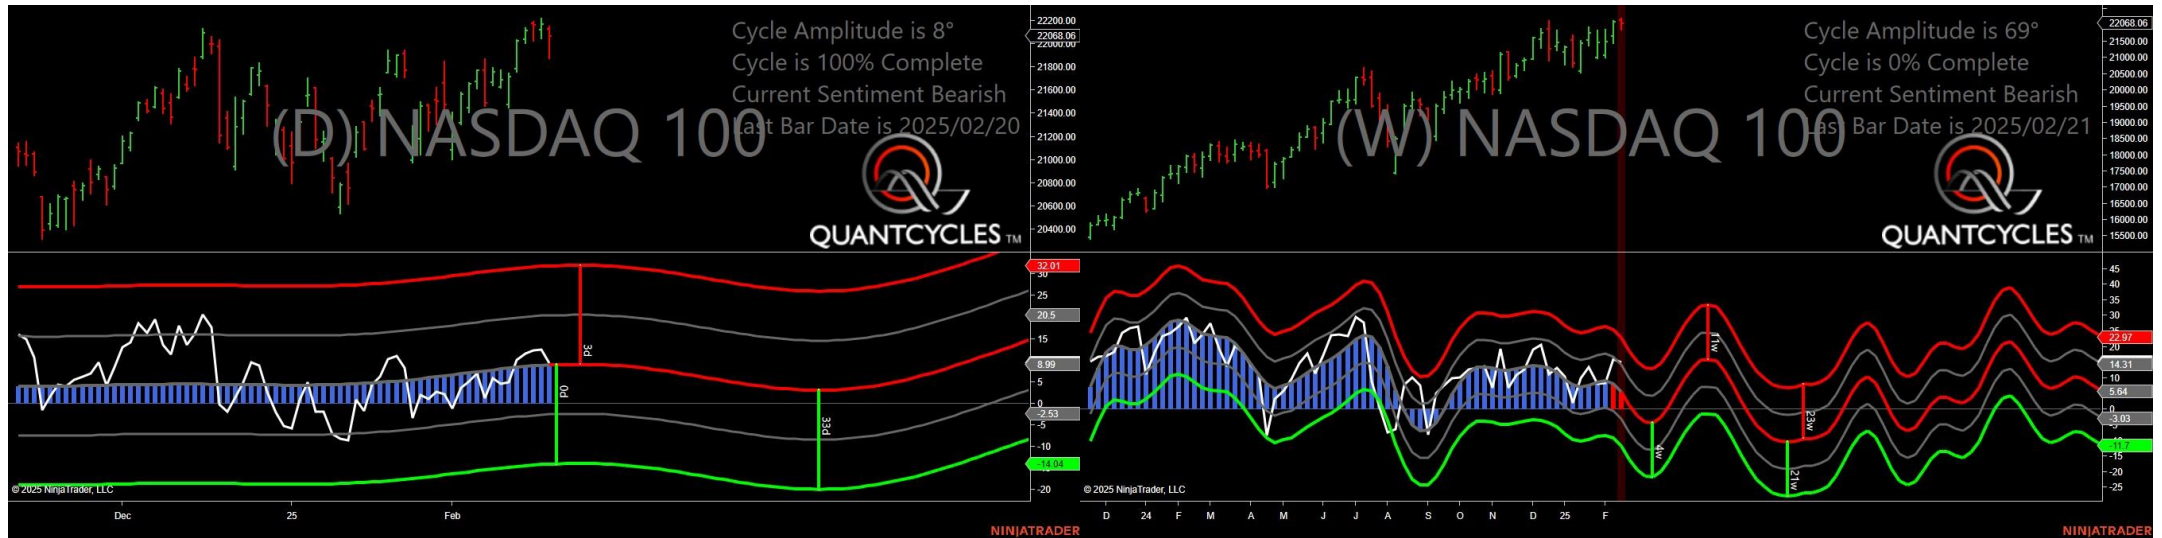 Cycle Amplitude is 8°
Cycle is 100% Complete
Current Sentiment Bearish
Last Bar Date is 2025/02/20
(D) NASDAQ 100
QUANTCYCLES TM
22200.00
22068.06
22000.00
21800.00
21600.00
21400.00
21200.00
21000.00
20800.00
20600.00
20400.00
32.01
30
25
20.5
15
8.99
5
0
-2.53
-5
-10
-14.04
-20
3d
0d
33d
© 2025 NinjaTrader, LLC
Dec
25
Feb
NINJATRADER
Cycle Amplitude is 69°
Cycle is 0% Complete
Current Sentiment Bearish
Last Bar Date is 2025/02/21
(W) NASDAQ 100
QUANTCYCLES TM
22068.06
21500.00
21000.00
20500.00
20000.00
19500.00
19000.00
18500.00
18000.00
17500.00
17000.00
16500.00
16000.00
15500.00
45
40
35
30
25
22.97
20
14.31
10
5.64
0
-3.03
-11.7
-15
-20
-25
11w
4w
23w
21w
© 2025 NinjaTrader, LLC
D 24 F M A M J J A S O N D 25 F
NINJATRADER